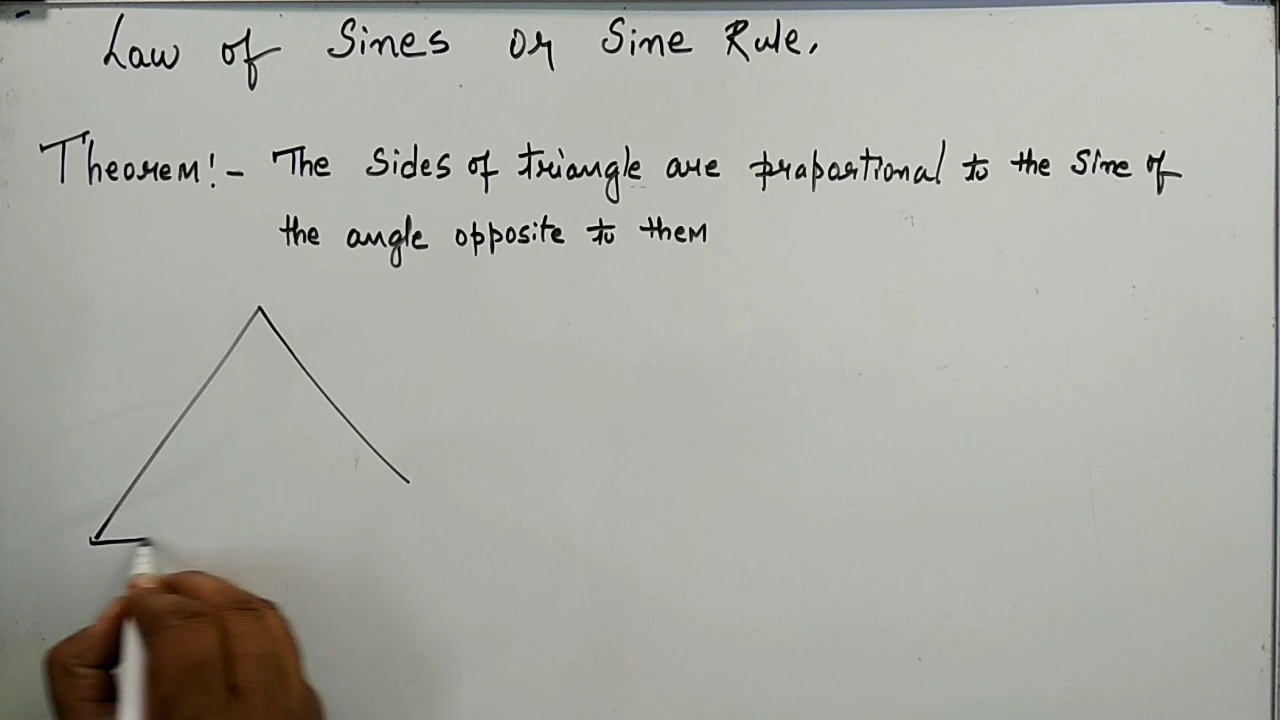 Law of Sines or Sine Rule.
Theorem:- The Sides of triangle are prapartional to the Sine of
the angle opposite to them